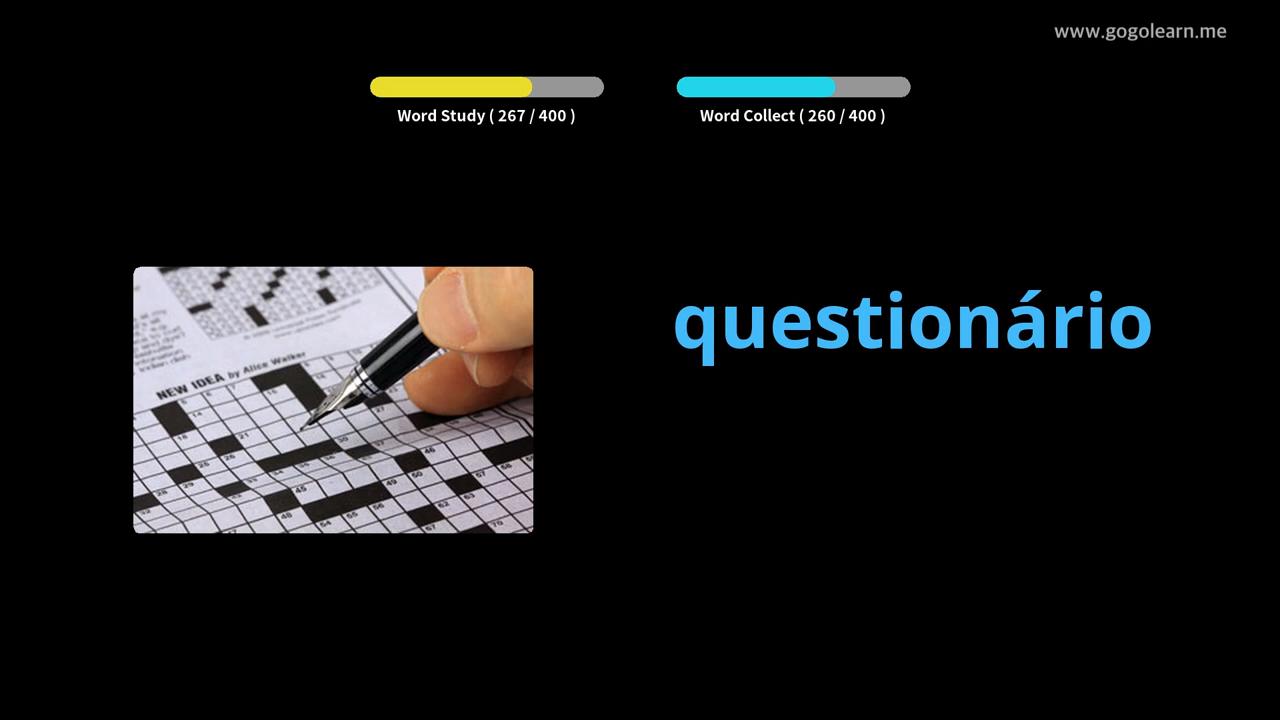 www.gogolearn.me
Word Study ( 267 / 400 )
Word Collect ( 260 / 400 )
questionário
NEW IDEA by Alice Walker